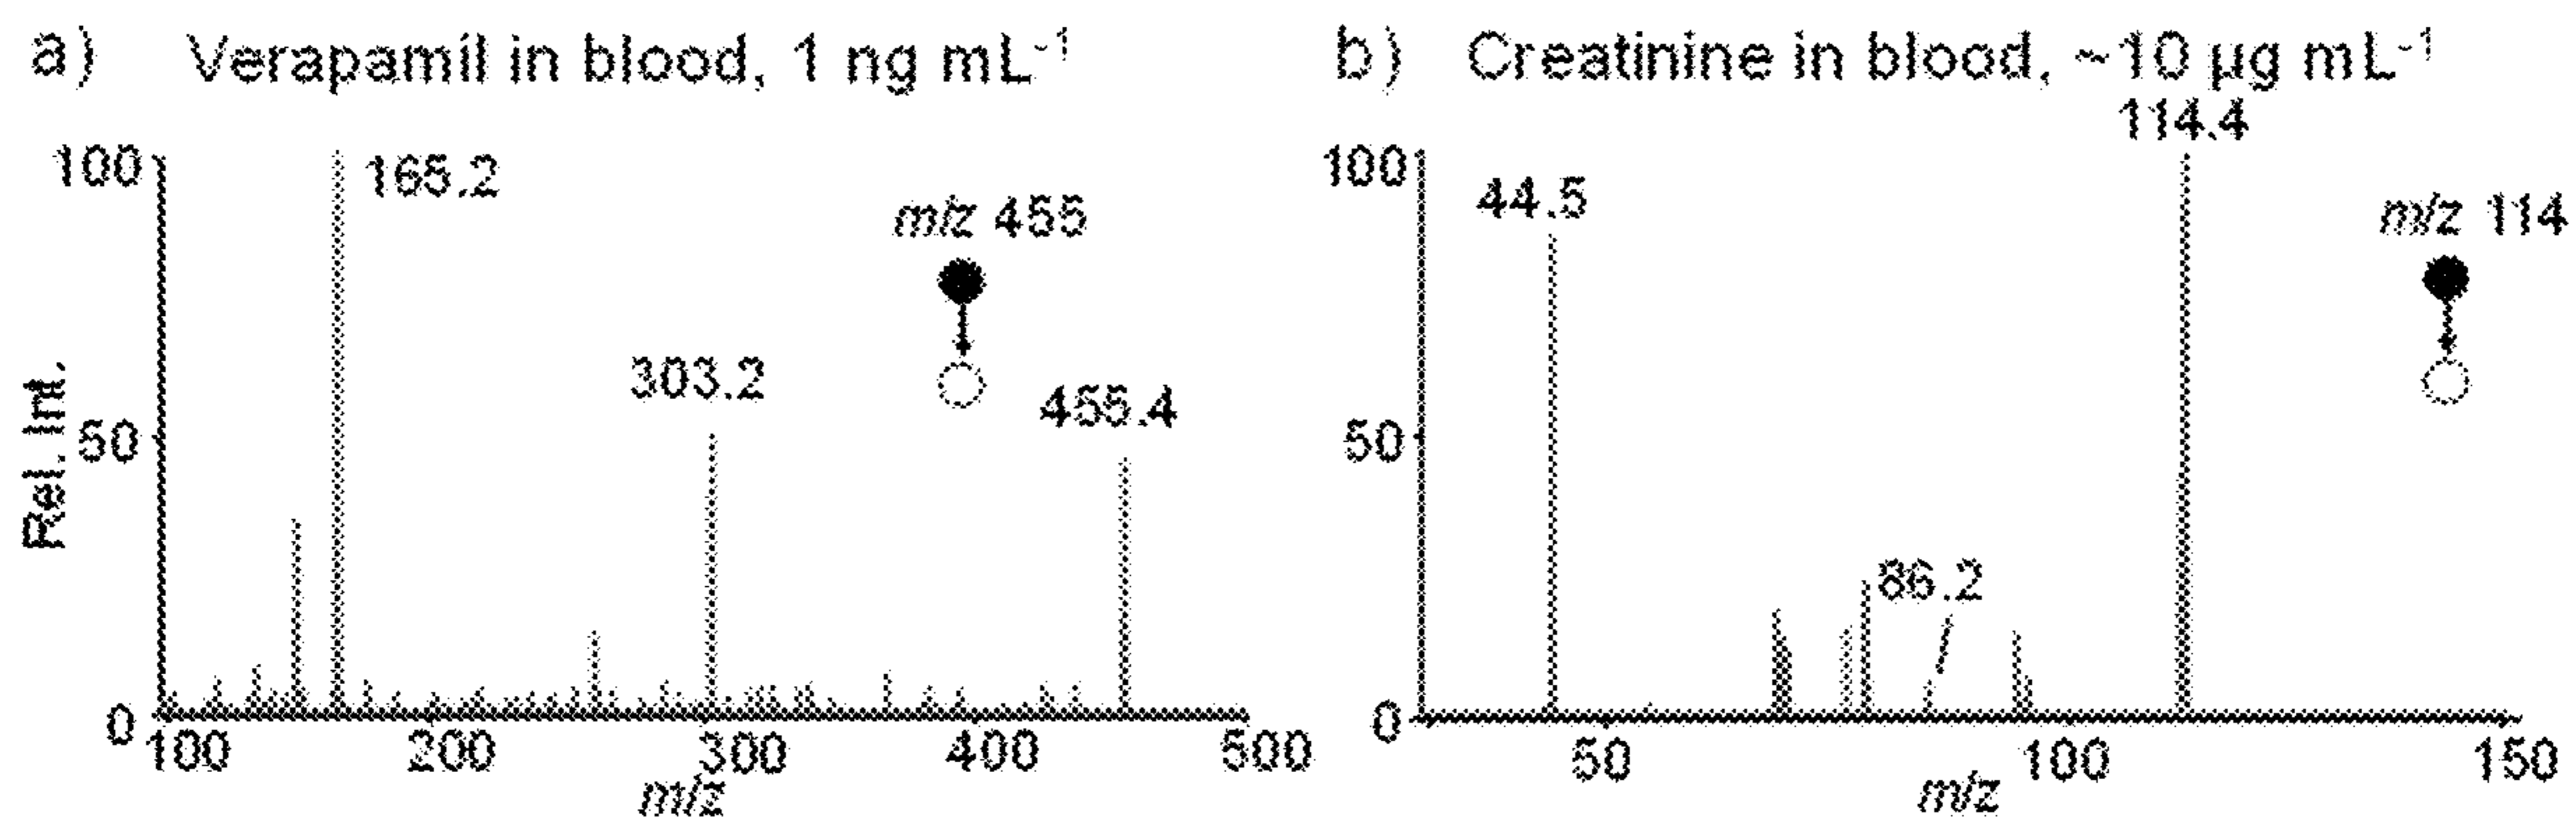 a) Verapamil in blood, 1 ng mL-1
100
165.2
m/z 455
303.2
455.4
Rel. Int.
50
0
100 200 300 400 500
m/z
b) Creatinine in blood, ~10 µg mL-1
114.4
100
44.5
m/z 114
50
86.2
0
50 100 150
m/z